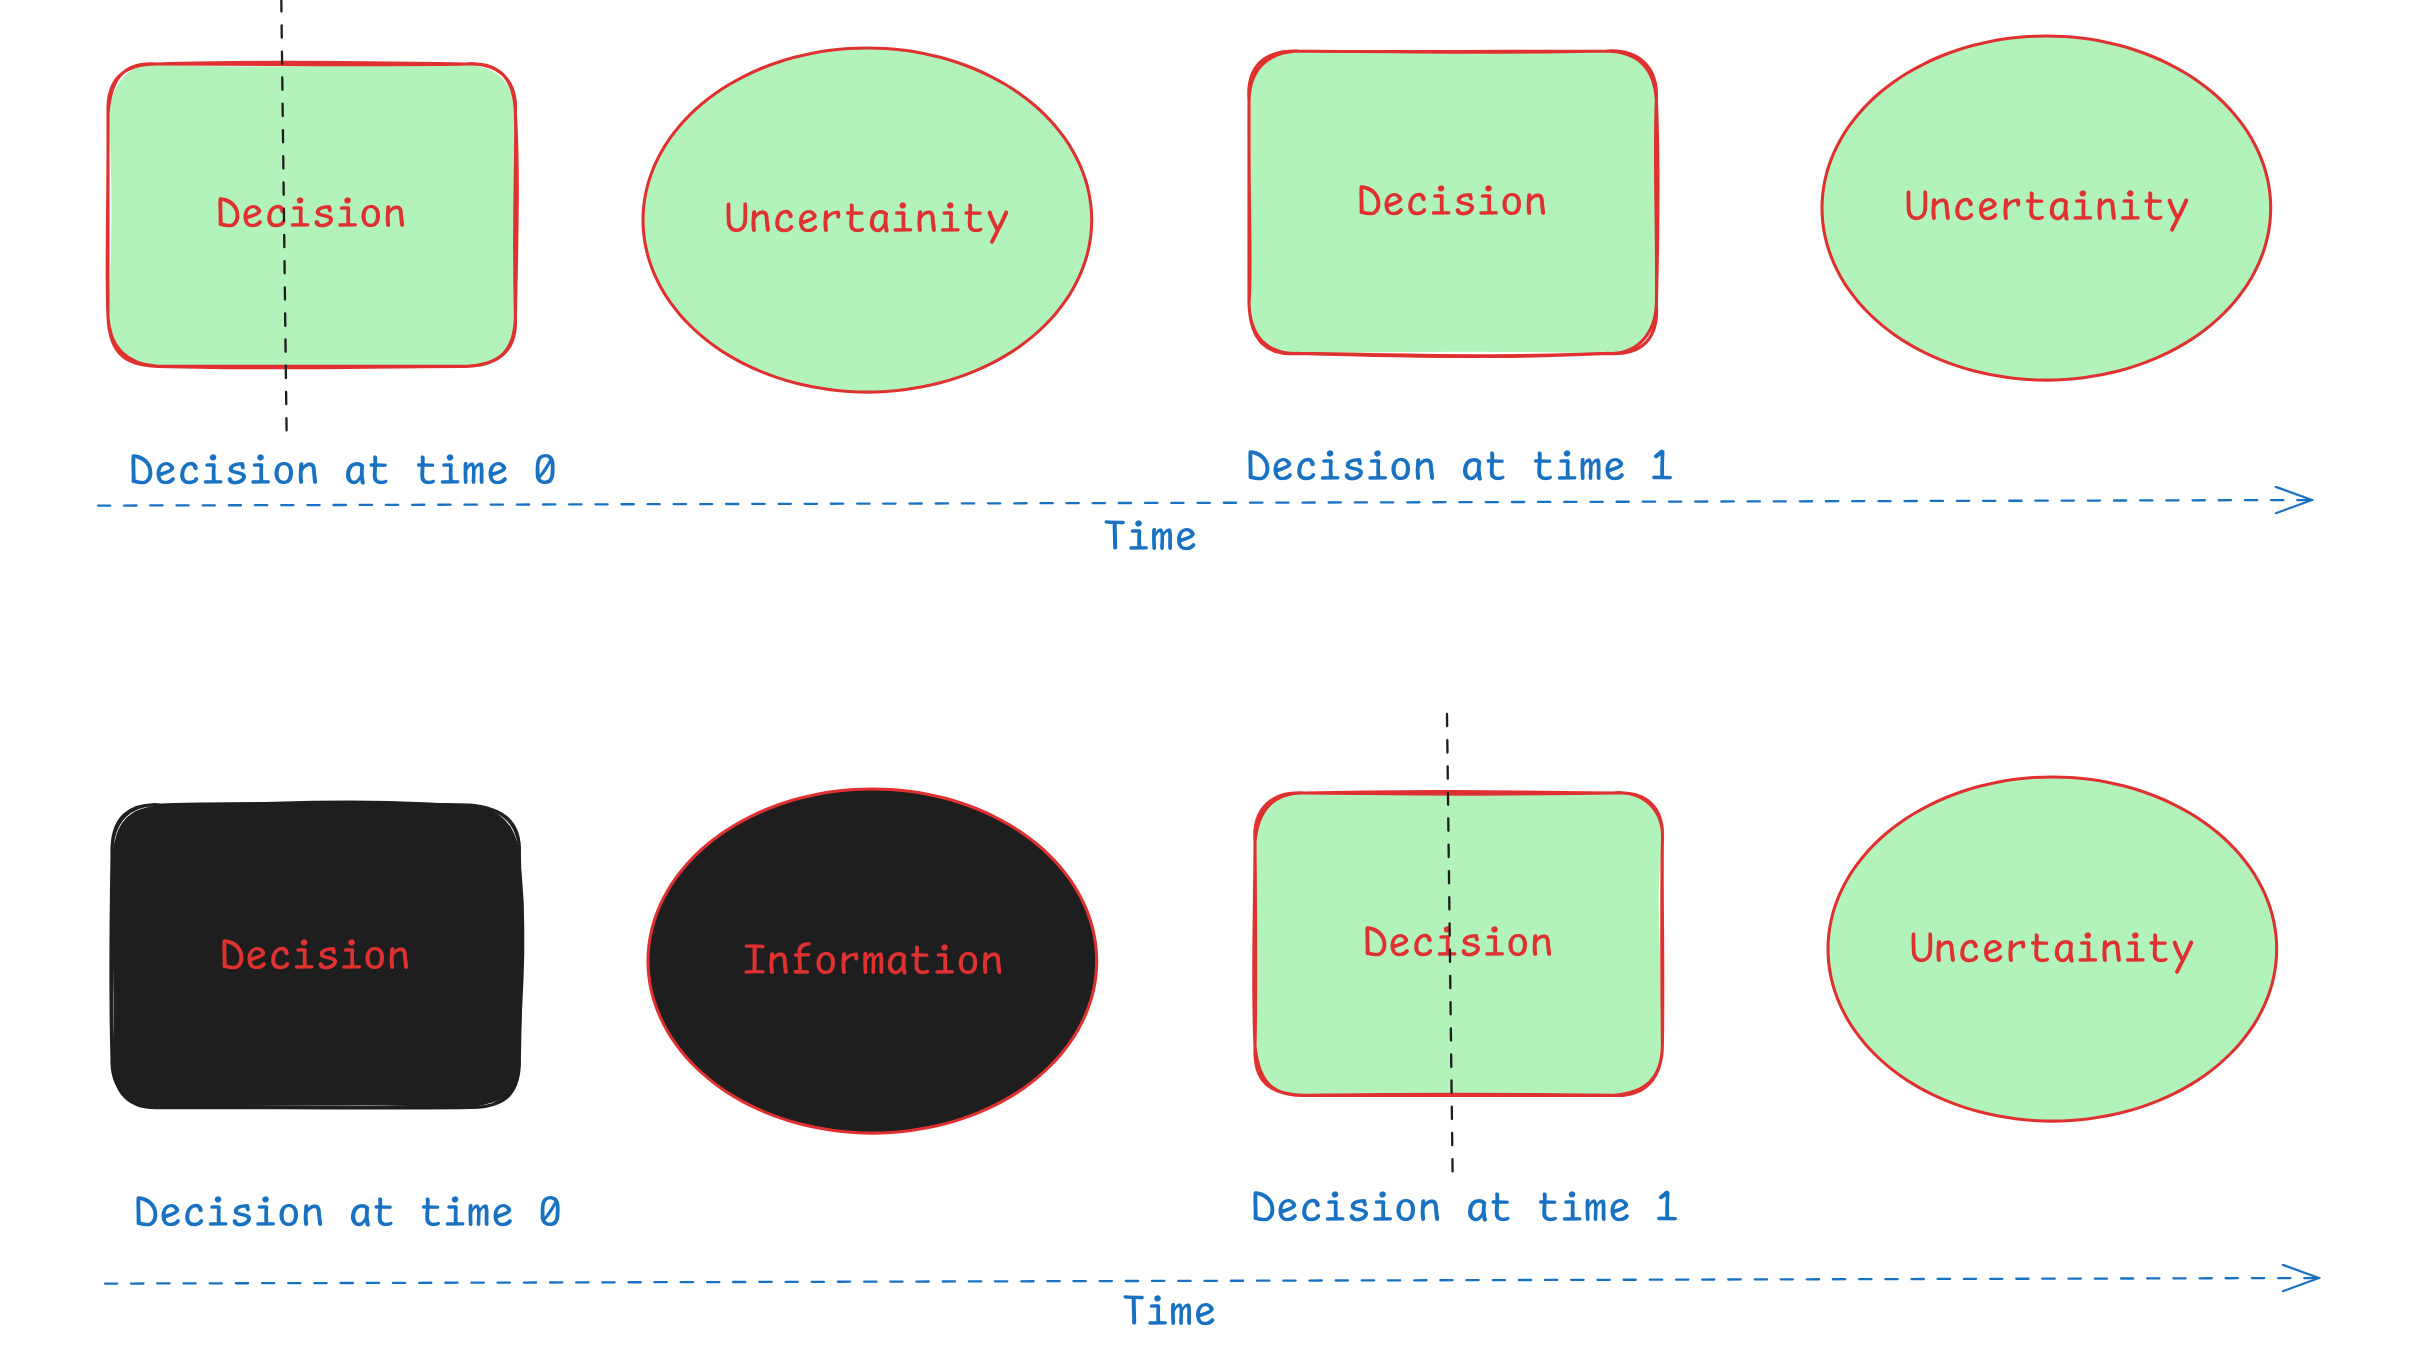 Decision
Uncertainity
Decision
Uncertainity
Decision at time 0
Decision at time 1
Time
Decision
Information
Decision
Uncertainity
Decision at time 0
Decision at time 1
Time